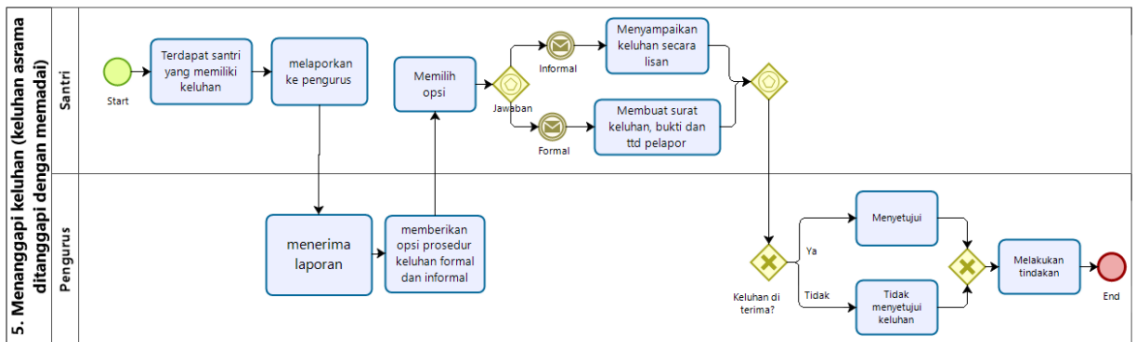 5. Menanggapi keluhan (keluhan asrama
ditanggapi dengan memadai)
Santri
Start
Terdapat santri
yang memiliki
keluhan
melaporkan
ke pengurus
Memilih
opsi
Jawaban
Informal
Menyampaikan
keluhan secara
lisan
Formal
Membuat surat
keluhan, bukti dan
ttd pelapor
Pengurus
menerima
laporan
memberikan
opsi prosedur
keluhan formal
dan informal
Keluhan di
terima?
Ya
Menyetujui
Tidak
Tidak
menyetujui
keluhan
Melakukan
tindakan
End